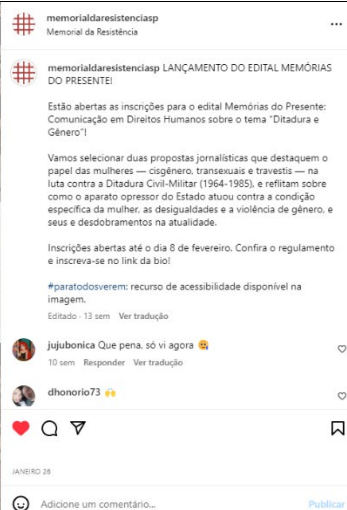 memorialdaresistenciasp
Memorial da Resistência
memorialdaresistenciasp LANÇAMENTO DO EDITAL MEMÓRIAS
DO PRESENTE!
Estão abertas as inscrições para o edital Memórias do Presente:
Comunicação em Direitos Humanos sobre o tema "Ditadura e
Gênero"!
Vamos selecionar duas propostas jornalísticas que destaquem o
papel das mulheres — cisgênero, transexuais e travestis — na
luta contra a Ditadura Civil-Militar (1964-1985), e reflitam sobre
como o aparato opressor do Estado atuou contra a condição
específica da mulher, as desigualdades e a violência de gênero, e
seus e desdobramentos na atualidade.
Inscrições abertas até o dia 8 de fevereiro. Confira o regulamento
e inscreva-se no link da bio!
#paratodosverem: recurso de acessibilidade disponível na
imagem.
Editado · 13 sem Ver tradução
jujubonica Que pena, só vi agora 🤕
10 sem Responder Ver tradução
dhonorio73 🙌
JANEIRO 26
Adicione um comentário... Publicar